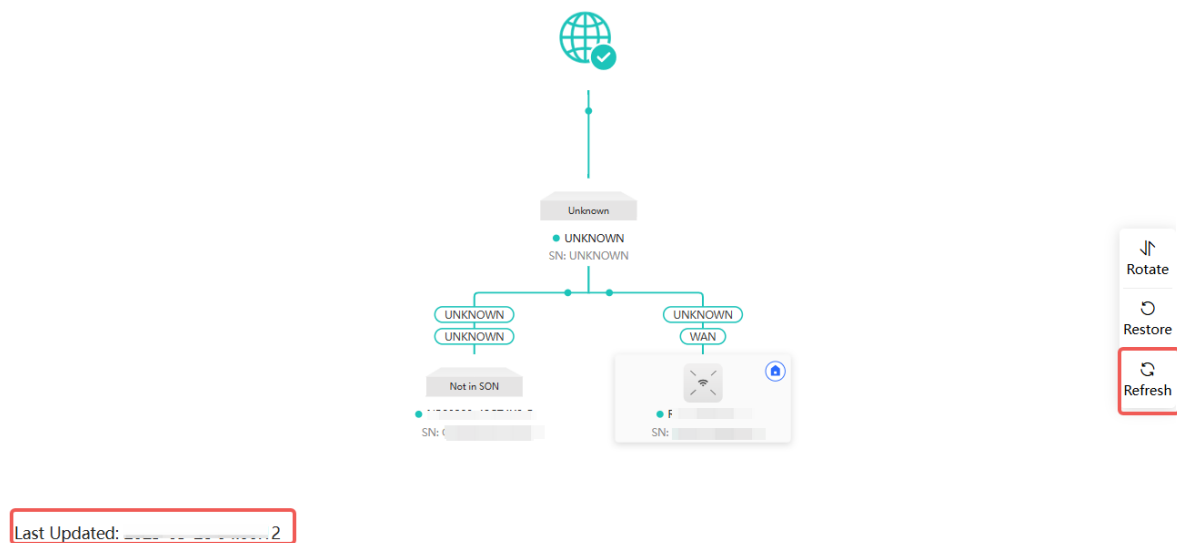 Unknown
UNKNOWN
SN: UNKNOWN
Rotate
UNKNOWN UNKNOWN
UNKNOWN WAN
Restore
Not in SON
Refresh
SN:
SN:
Last Updated: